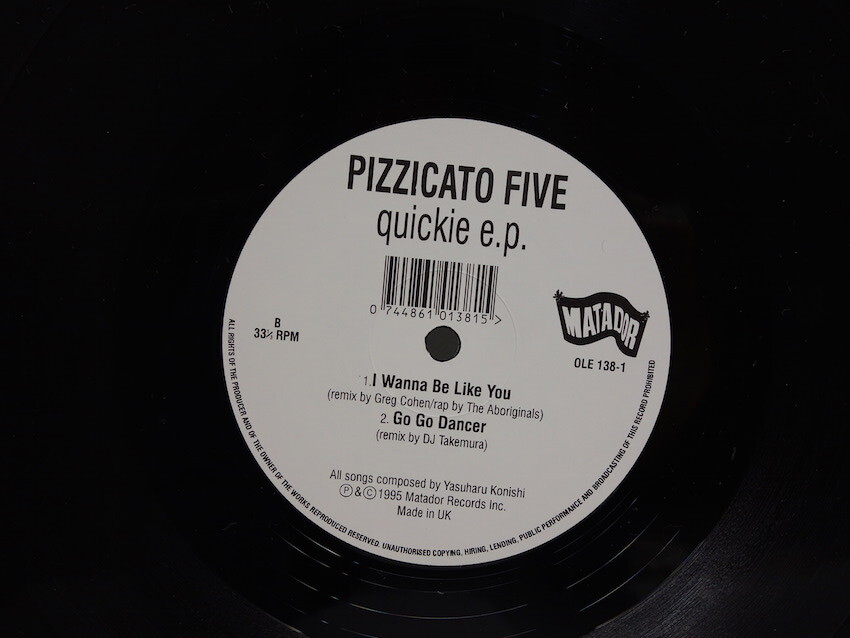 PIZZICATO FIVE
quickie e.p.
0 744861 013815 >
B
33⅓ RPM
MATADOR
OLE 138-1
1. I Wanna Be Like You
(remix by Greg Cohen/rap by The Aboriginals)
2. Go Go Dancer
(remix by DJ Takemura)
All songs composed by Yasuharu Konishi
Ⓟ&Ⓒ 1995 Matador Records Inc.
Made in UK
ALL RIGHTS OF THE PRODUCER AND OF THE OWNER OF THE WORKS REPRODUCED RESERVED. UNAUTHORISED COPYING, HIRING, LENDING, PUBLIC PERFORMANCE AND BROADCASTING OF THIS RECORD PROHIBITED